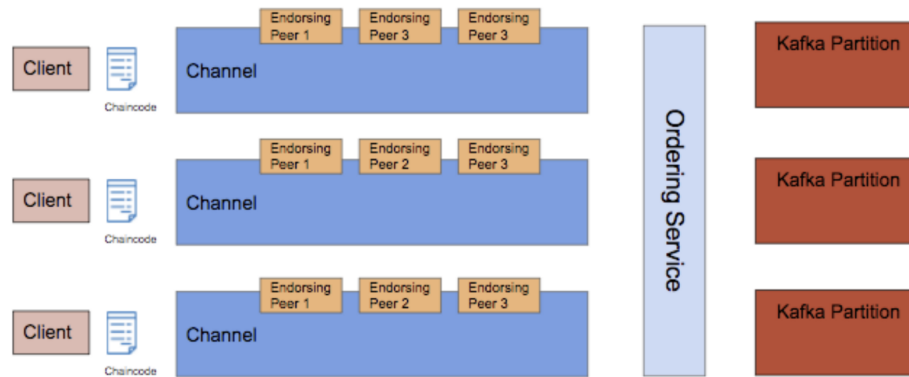 Endorsing
Peer 1
Endorsing
Peer 3
Endorsing
Peer 3
Client
Chaincode
Channel
Kafka Partition
Endorsing
Peer 1
Endorsing
Peer 2
Endorsing
Peer 3
Client
Chaincode
Channel
Ordering Service
Kafka Partition
Endorsing
Peer 1
Endorsing
Peer 2
Endorsing
Peer 3
Client
Chaincode
Channel
Kafka Partition